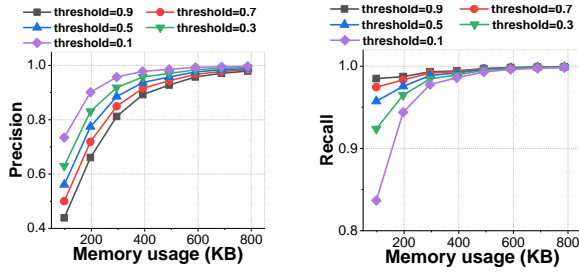 threshold=0.9 threshold=0.7
threshold=0.5 threshold=0.3
threshold=0.1
1.0
0.8
0.6
0.4
Precision
200 400 600 800
Memory usage (KB)
threshold=0.9 threshold=0.7
threshold=0.5 threshold=0.3
threshold=0.1
1.0
0.9
0.8
Recall
200 400 600 800
Memory usage (KB)